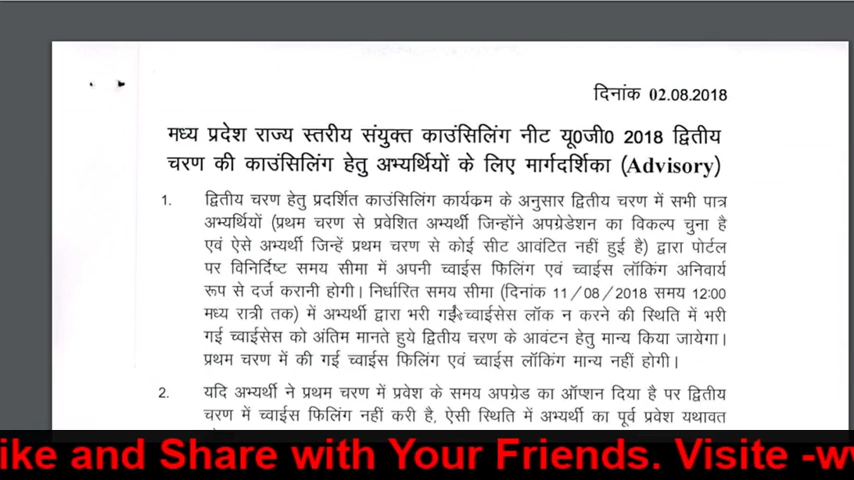 दिनांक 02.08.2018
मध्य प्रदेश राज्य स्तरीय संयुक्त काउंसिलिंग नीट यू0जी0 2018 द्वितीय
चरण की काउंसिलिंग हेतु अभ्यर्थियों के लिए मार्गदर्शिका (Advisory)
1. द्वितीय चरण हेतु प्रदर्शित काउंसिलिंग कार्यक्रम के अनुसार द्वितीय चरण में सभी पात्र
अभ्यर्थियों (प्रथम चरण से प्रवेशित अभ्यर्थी जिन्होंने अपग्रेडेशन का विकल्प चुना है
एवं ऐसे अभ्यर्थी जिन्हें प्रथम चरण से कोई सीट आवंटित नहीं हुई है) द्वारा पोर्टल
पर विनिर्दिष्ट समय सीमा में अपनी च्वाईस फिलिंग एवं च्वाईस लॉकिंग अनिवार्य
रूप से दर्ज करानी होगी। निर्धारित समय सीमा (दिनांक 11/08/2018 समय 12:00
मध्य रात्री तक) में अभ्यर्थी द्वारा भरी गई च्वाईसेस लॉक न करने की स्थिति में भरी
गई च्वाईसेस को अंतिम मानते हुये द्वितीय चरण के आवंटन हेतु मान्य किया जायेगा।
प्रथम चरण में की गई च्वाईस फिलिंग एवं च्वाईस लॉकिंग मान्य नहीं होगी।
2. यदि अभ्यर्थी ने प्रथम चरण में प्रवेश के समय अपग्रेड का ऑप्शन दिया है पर द्वितीय
चरण में च्वाईस फिलिंग नहीं करी है, ऐसी स्थिति में अभ्यर्थी का पूर्व प्रवेश यथावत
ike and Share with Your Friends. Visite -w